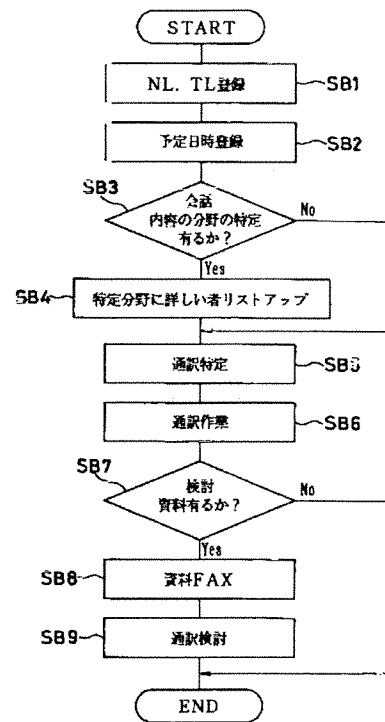 START
NL. TL登録
SB1
予定日時登録
SB2
SB3
会話
内容の分野の特定
有るか？
No
Yes
SB4
特定分野に詳しい者リストアップ
通訳特定
SB5
通訳作業
SB6
SB7
検討
資料有るか？
No
Yes
SB8
資料FAX
SB9
通訳検討
END